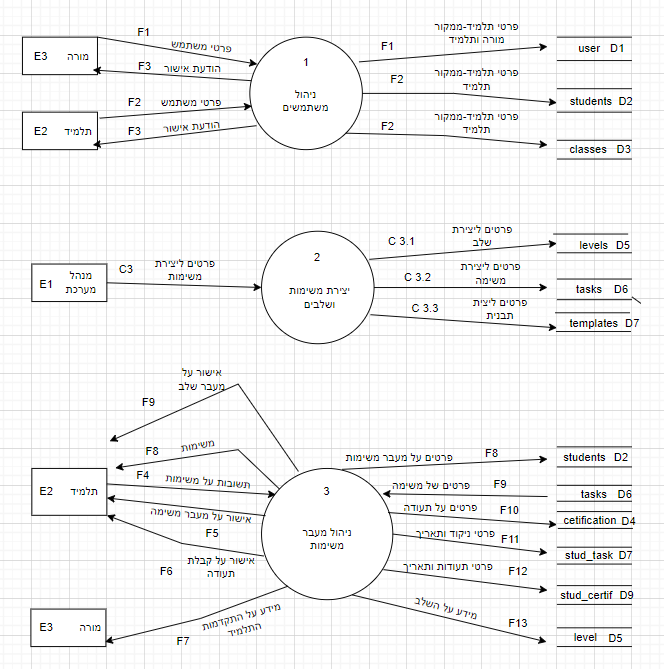 F1
פרטי משתמש
F3
הודעת אישור
E3 מורה
F2
פרטי משתמש
F3
הודעת אישור
E2 תלמיד
1
ניהול
משתמשים
F1
פרטי תלמיד-ממקור
מורה ותלמיד
user D1
F2
פרטי תלמיד-ממקור
תלמיד
students D2
F2
פרטי תלמיד-ממקור
תלמיד
classes D3
E1
מנהל
מערכת
C3
פרטים ליצירת
משימות
2
יצירת משימות
ושלבים
C 3.1
פרטים ליצירת
שלב
levels D5
C 3.2
פרטים ליצירת
משימה
tasks D6
C 3.3
פרטים ליצית
תבנית
templates D7
אישור על
מעבר שלב
F9
F8
משימות
F4
תשובות על משימות
אישור על מעבר משימה
F5
E2 תלמיד
F6
אישור על קבלת
תעודה
3
ניהול מעבר
משימות
F8
פרטים על מעבר משימות
students D2
F9
פרטים של משימה
tasks D6
F10
פרטים על תעודה
cetification D4
F11
פרטי ניקוד ותאריך
stud_task D7
F12
פרטי תעודות ותאריך
stud_certif D9
F13
מידע על השלב
level D5
E3 מורה
מידע על התקדמות
התלמיד
F7